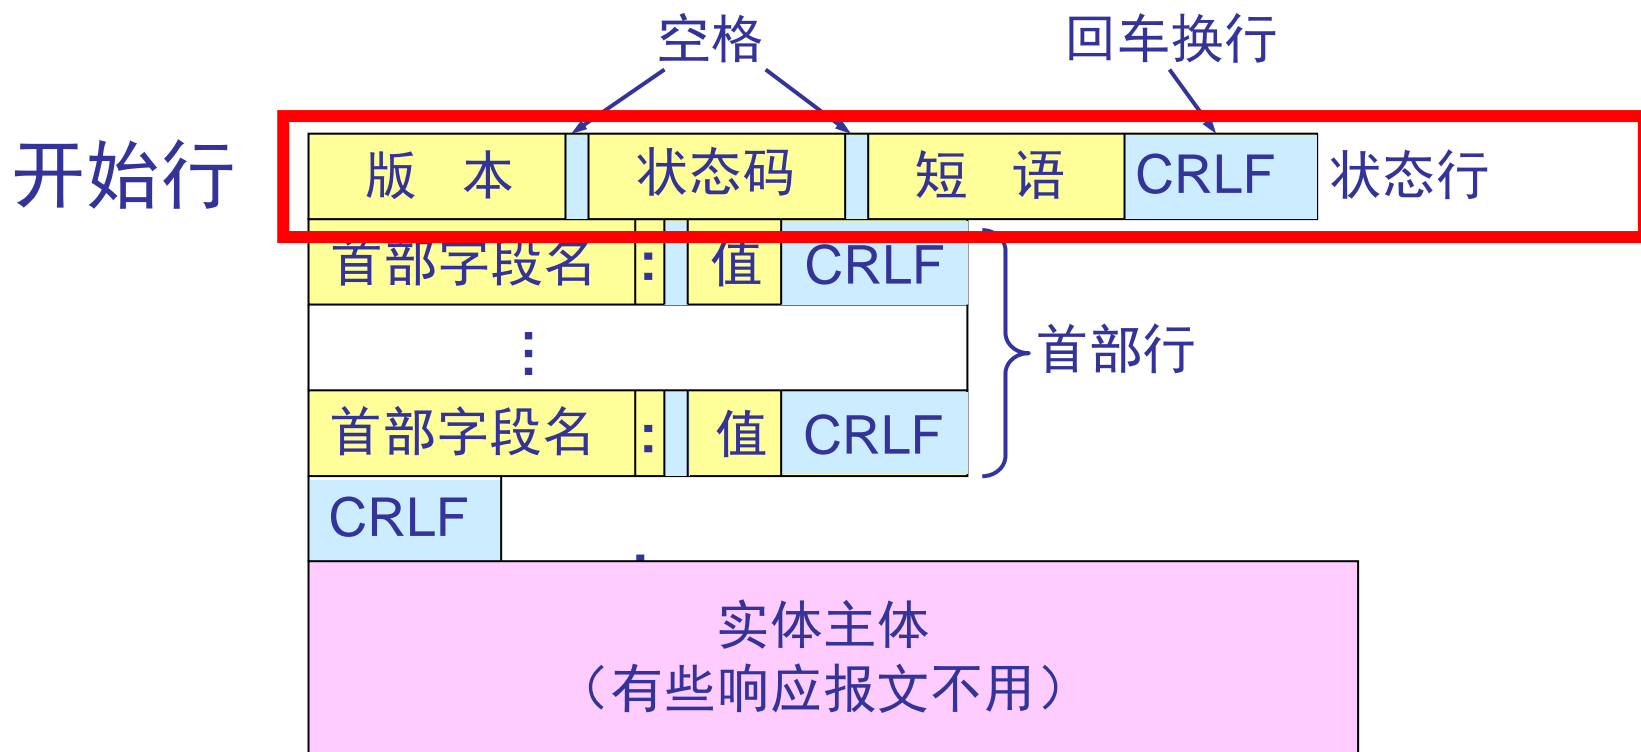 空格 回车换行
开始行 版 本 状态码 短 语 CRLF 状态行
首部字段名 : 值 CRLF
⋮
首部行
首部字段名 : 值 CRLF
CRLF
实体主体
（有些响应报文不用）